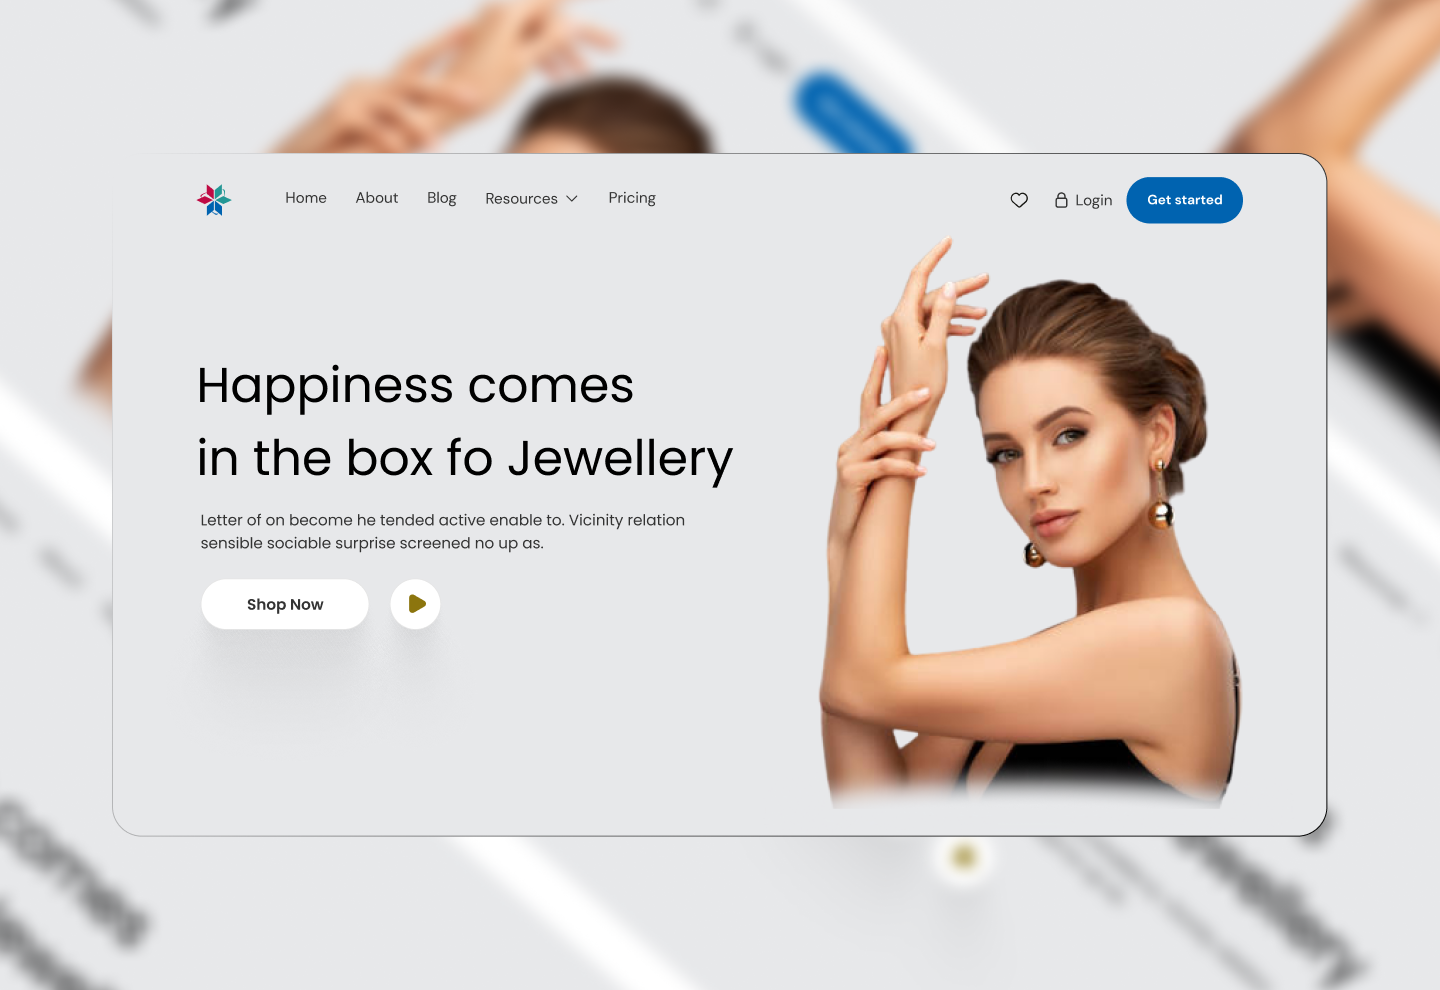 Home About Blog Resources Pricing Login Get started
Happiness comes
in the box fo Jewellery
Letter of on become he tended active enable to. Vicinity relation
sensible sociable surprise screened no up as.
Shop Now
comes